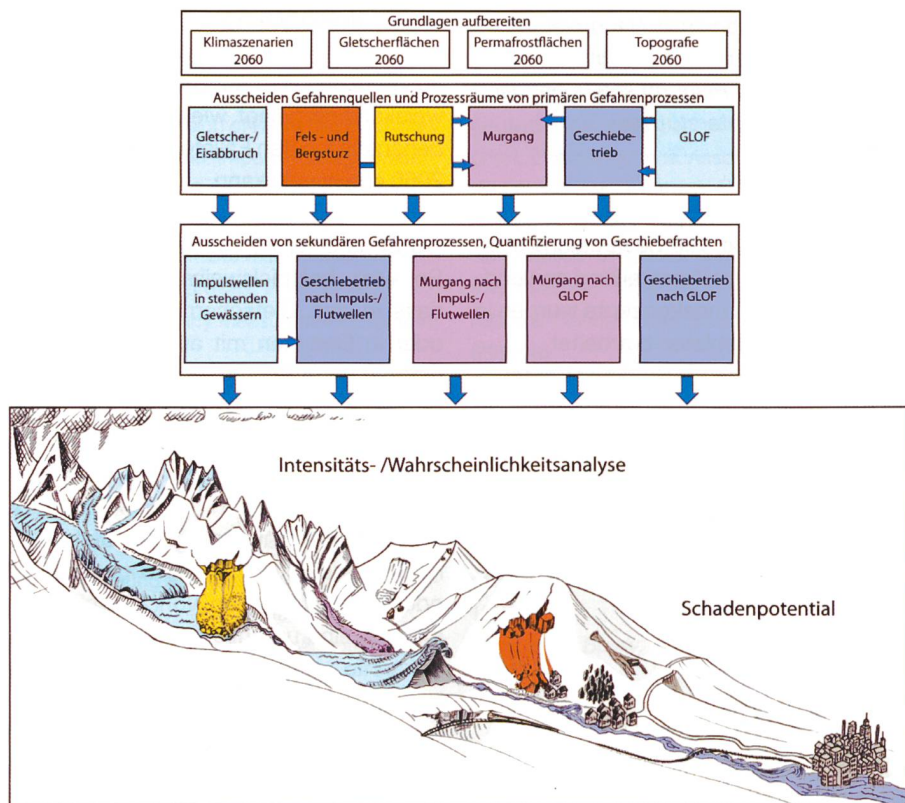 Grundlagen aufbereiten
Klimaszenarien
2060
Gletscherflächen
2060
Permafrostflächen
2060
Topografie
2060
Ausscheiden Gefahrenquellen und Prozessräume von primären Gefahrenprozessen
Gletscher-/
Eisabbruch
Fels - und
Bergsturz
Rutschung
Murgang
Geschiebe-
trieb
GLOF
Ausscheiden von sekundären Gefahrenprozessen, Quantifizierung von Geschiebefrachten
Impulswellen
in stehenden
Gewässern
Geschiebetrieb
nach Impuls-/
Flutwellen
Murgang nach
Impuls-/
Flutwellen
Murgang nach
GLOF
Geschiebetrieb
nach GLOF
Intensitäts- /Wahrscheinlichkeitsanalyse
Schadenpotential